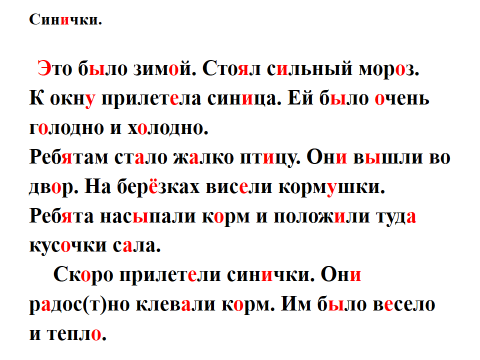 Синички.
Это было зимой. Стоял сильный мороз.
К окну прилетела синица. Ей было очень
голодно и холодно.
Ребятам стало жалко птицу. Они вышли во
двор. На берёзках висели кормушки.
Ребята насыпали корм и положили туда
кусочки сала.
Скоро прилетели синички. Они
радос(т)но клевали корм. Им было весело
и тепло.